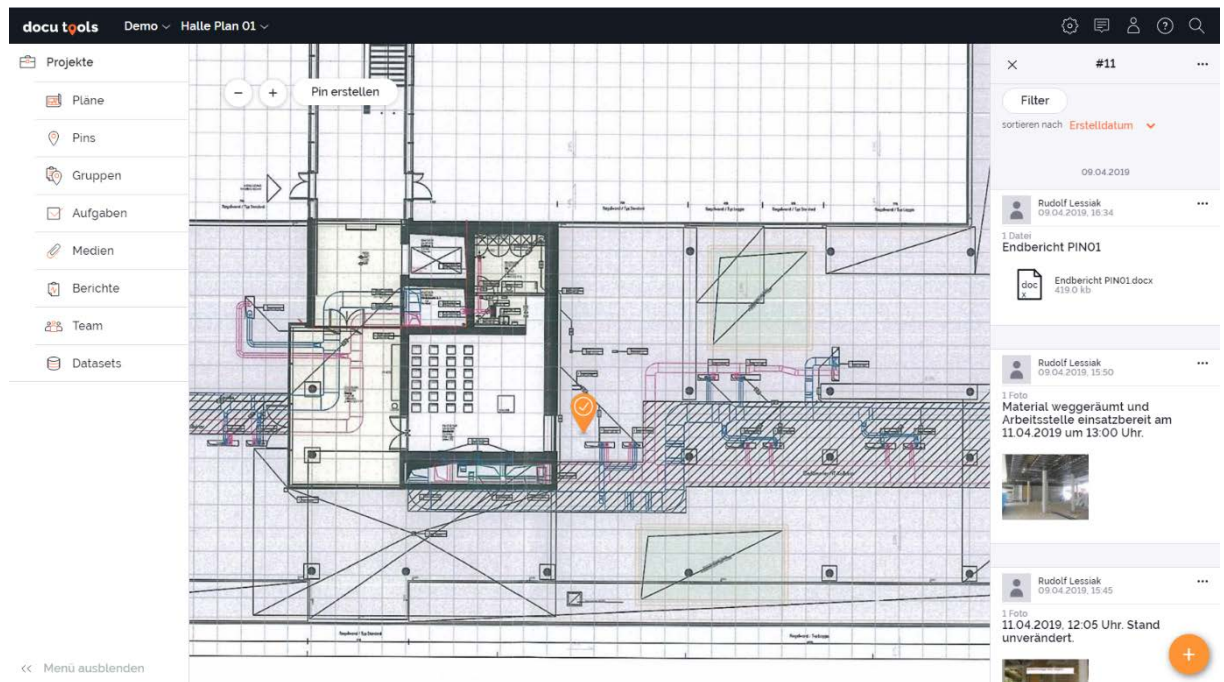 docu tools
Demo
Halle Plan 01
Projekte
Pläne
Pins
Gruppen
Aufgaben
Medien
Berichte
Team
Datasets
<< Menü ausblenden
Pin erstellen
#11
Filter
sortieren nach Erstelldatum
09.04.2019
Rudolf Lessiak
09.04.2019, 16:34
1 Datei
Endbericht PIN01
docx
Endbericht PIN01.docx
419.0 kb
Rudolf Lessiak
09.04.2019, 15:50
1 Foto
Material weggeräumt und
Arbeitsstelle einsatzbereit am
11.04.2019 um 13:00 Uhr.
Rudolf Lessiak
09.04.2019, 15:45
1 Foto
11.04.2019, 12:05 Uhr. Stand
unverändert.